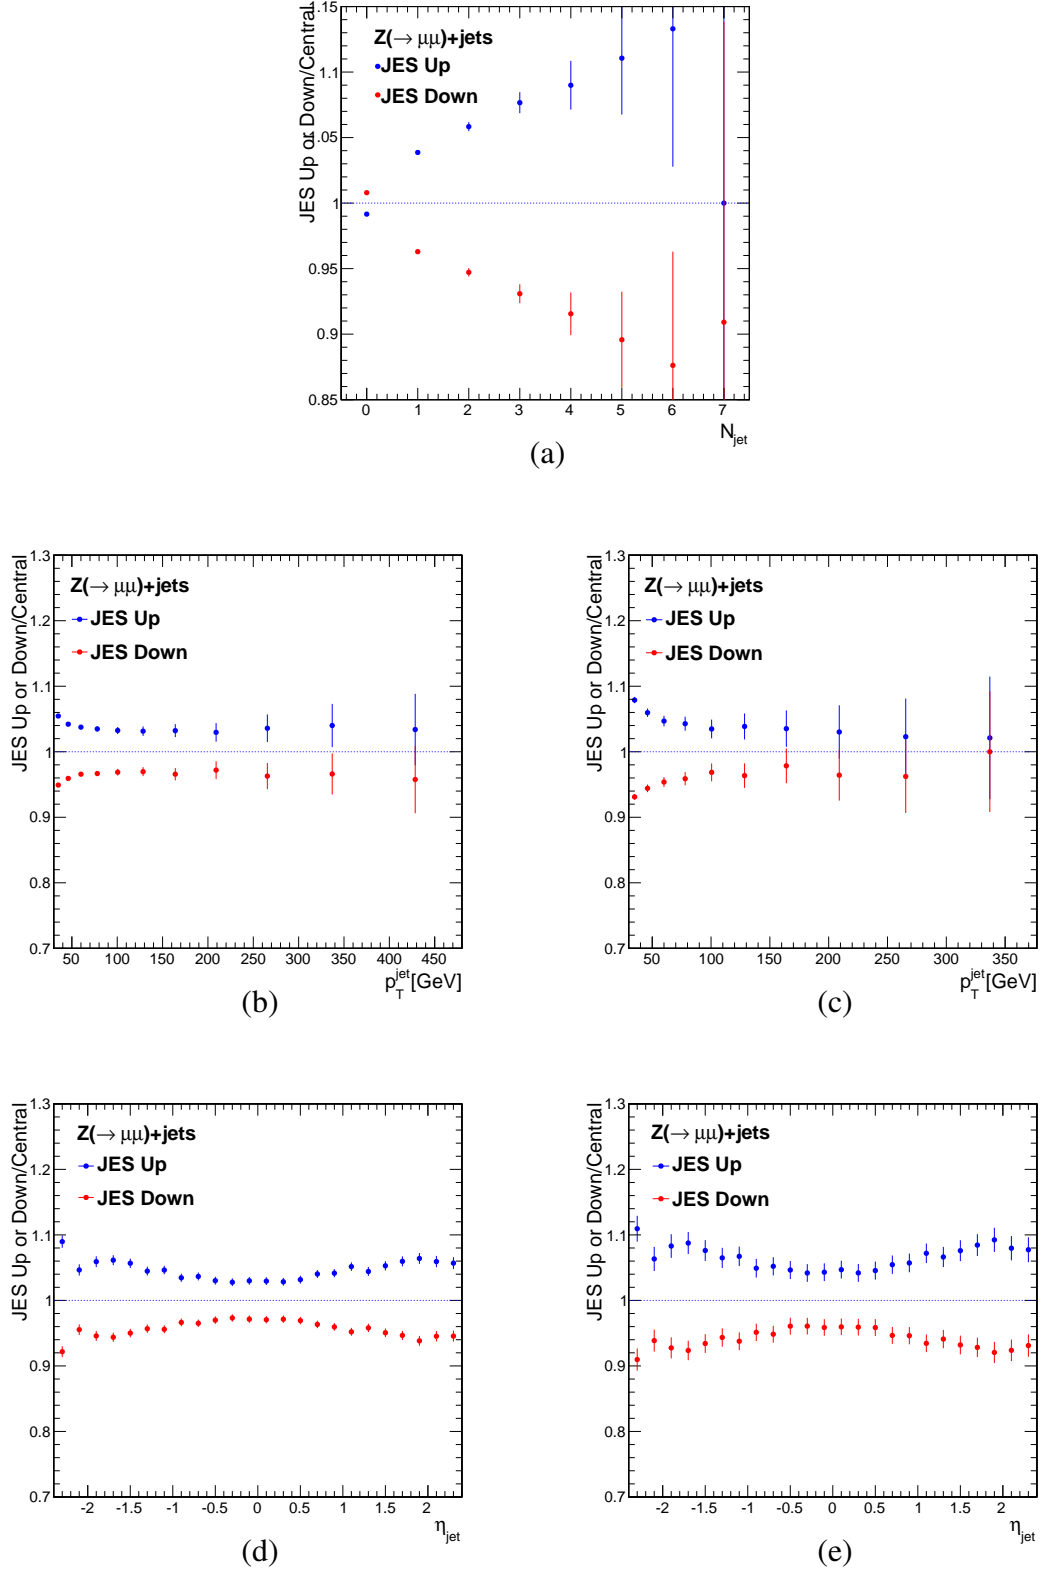 JES Up or Down/Central
1.15
1.1
1.05
1
0.95
0.9
0.85
Z(→ μμ)+jets
JES Up
JES Down
0 1 2 3 4 5 6 7
N_jet
(a)
JES Up or Down/Central
1.3
1.2
1.1
1
0.9
0.8
0.7
Z(→ μμ)+jets
JES Up
JES Down
50 100 150 200 250 300 350 400 450
p_T^jet [GeV]
(b)
JES Up or Down/Central
1.3
1.2
1.1
1
0.9
0.8
0.7
Z(→ μμ)+jets
JES Up
JES Down
50 100 150 200 250 300 350
p_T^jet [GeV]
(c)
JES Up or Down/Central
1.3
1.2
1.1
1
0.9
0.8
0.7
Z(→ μμ)+jets
JES Up
JES Down
-2 -1.5 -1 -0.5 0 0.5 1 1.5 2
η_jet
(d)
JES Up or Down/Central
1.3
1.2
1.1
1
0.9
0.8
0.7
Z(→ μμ)+jets
JES Up
JES Down
-2 -1.5 -1 -0.5 0 0.5 1 1.5 2
η_jet
(e)